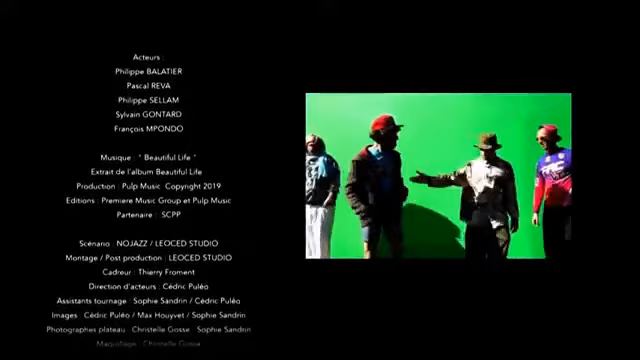 Acteurs :
Philippe BALATIER
Pascal REVA
Philippe SELLAM
Sylvain GONTARD
François MPONDO
Musique : " Beautiful Life "
Extrait de l'album Beautiful Life
Production : Pulp Music Copyright 2019
Editions : Premiere Music Group et Pulp Music
Partenaire : SCPP
Scénario : NOJAZZ / LEOCED STUDIO
Montage / Post production : LEOCED STUDIO
Cadreur : Thierry Froment
Direction d'acteurs : Cédric Puléo
Assistants tournage : Sophie Sandrin / Cédric Puléo
Images : Cédric Puléo / Max Houyvet / Sophie Sandrin
Photographes plateau : Christelle Gosse Sophie Sandrin
Maquillage : Christelle Gosse